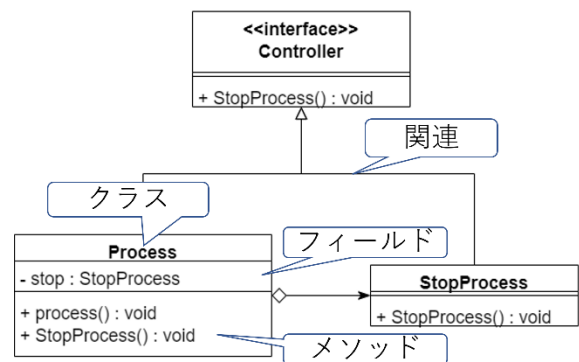 <<interface>>
Controller
+ StopProcess() : void
関連
クラス
フィールド
Process
- stop : StopProcess
+ process() : void
+ StopProcess() : void
StopProcess
+ StopProcess() : void
メソッド